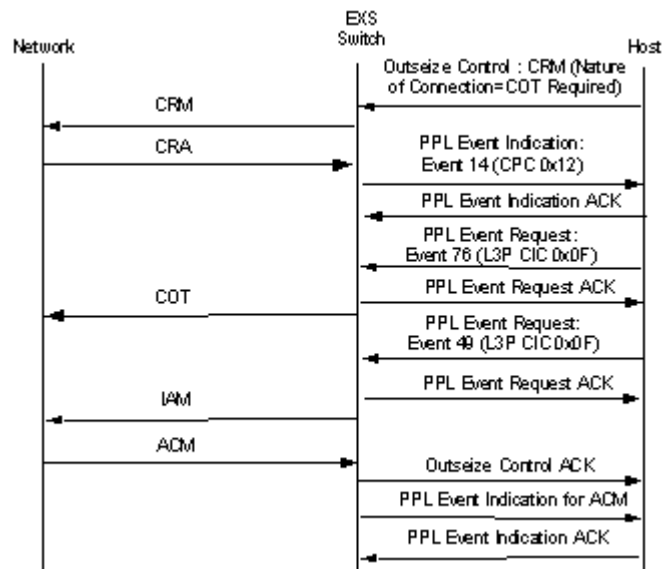 EXS
Switch
Network
Host
Outseize Control : CRM (Nature
of Connection=COT Required)
CRM
CRA
PPL Event Indication:
Event 14 (CPC 0x12)
PPL Event Indication ACK
PPL Event Request:
Event 76 (L3P CIC 0x0F)
PPL Event Request ACK
COT
PPL Event Request:
Event 49 (L3P CIC 0x0F)
PPL Event Request ACK
IAM
ACM
Outseize Control ACK
PPL Event Indication for ACM
PPL Event Indication ACK